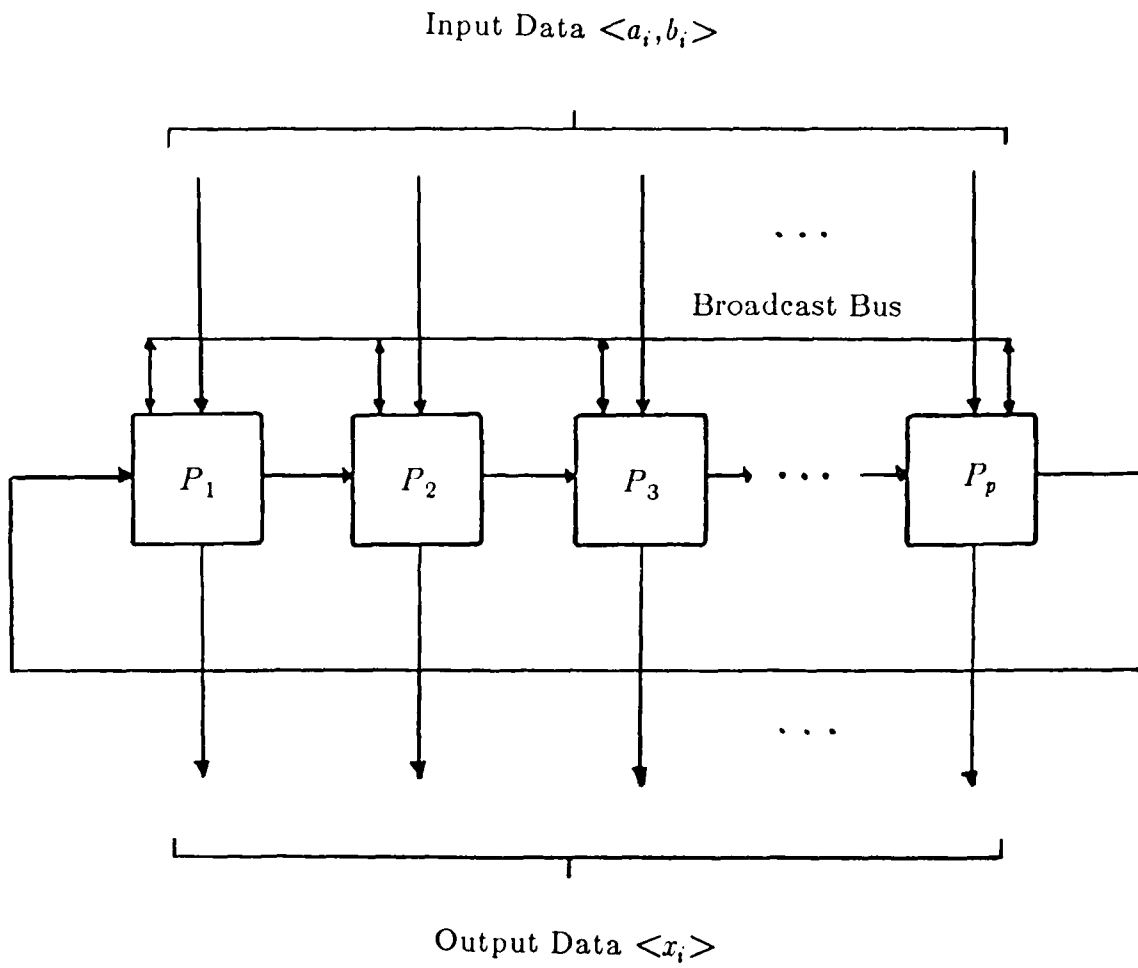 Input Data <a_i, b_i>
. . .
Broadcast Bus
P_1 P_2 P_3 . . . P_p
. . .
Output Data <x_i>